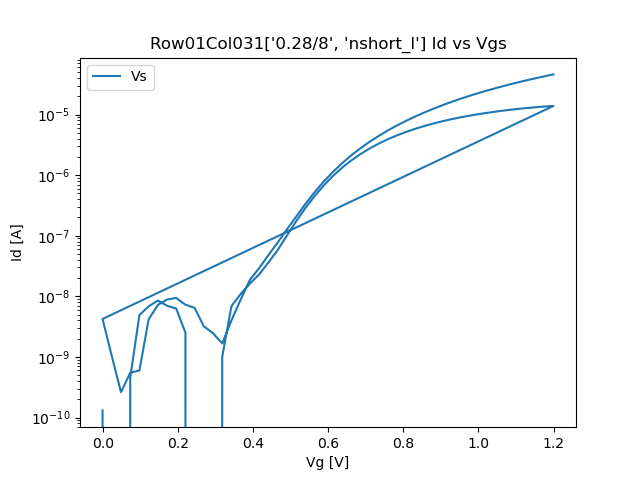 Row01Col031['0.28/8', 'nshort_l'] Id vs Vgs
Vs
Id [A]
10⁻⁵
10⁻⁶
10⁻⁷
10⁻⁸
10⁻⁹
10⁻¹⁰
0.0 0.2 0.4 0.6 0.8 1.0 1.2
Vg [V]